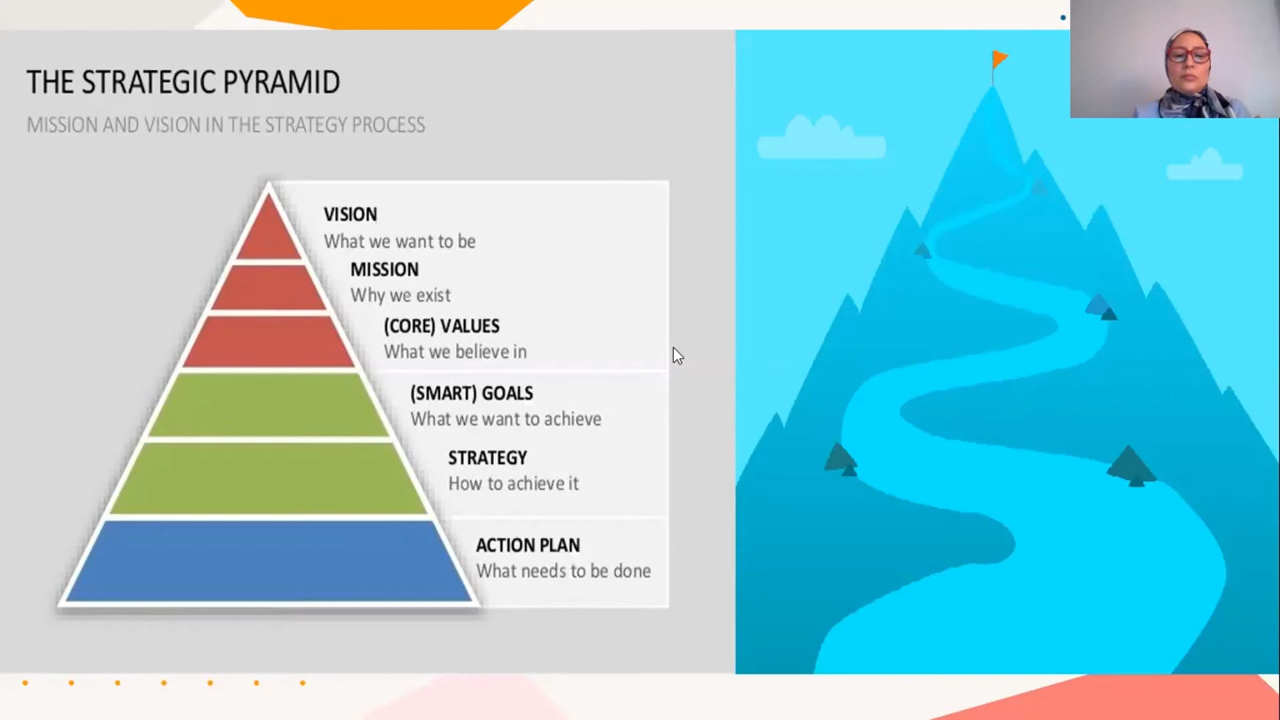 THE STRATEGIC PYRAMID
MISSION AND VISION IN THE STRATEGY PROCESS
VISION
What we want to be
MISSION
Why we exist
(CORE) VALUES
What we believe in
(SMART) GOALS
What we want to achieve
STRATEGY
How to achieve it
ACTION PLAN
What needs to be done